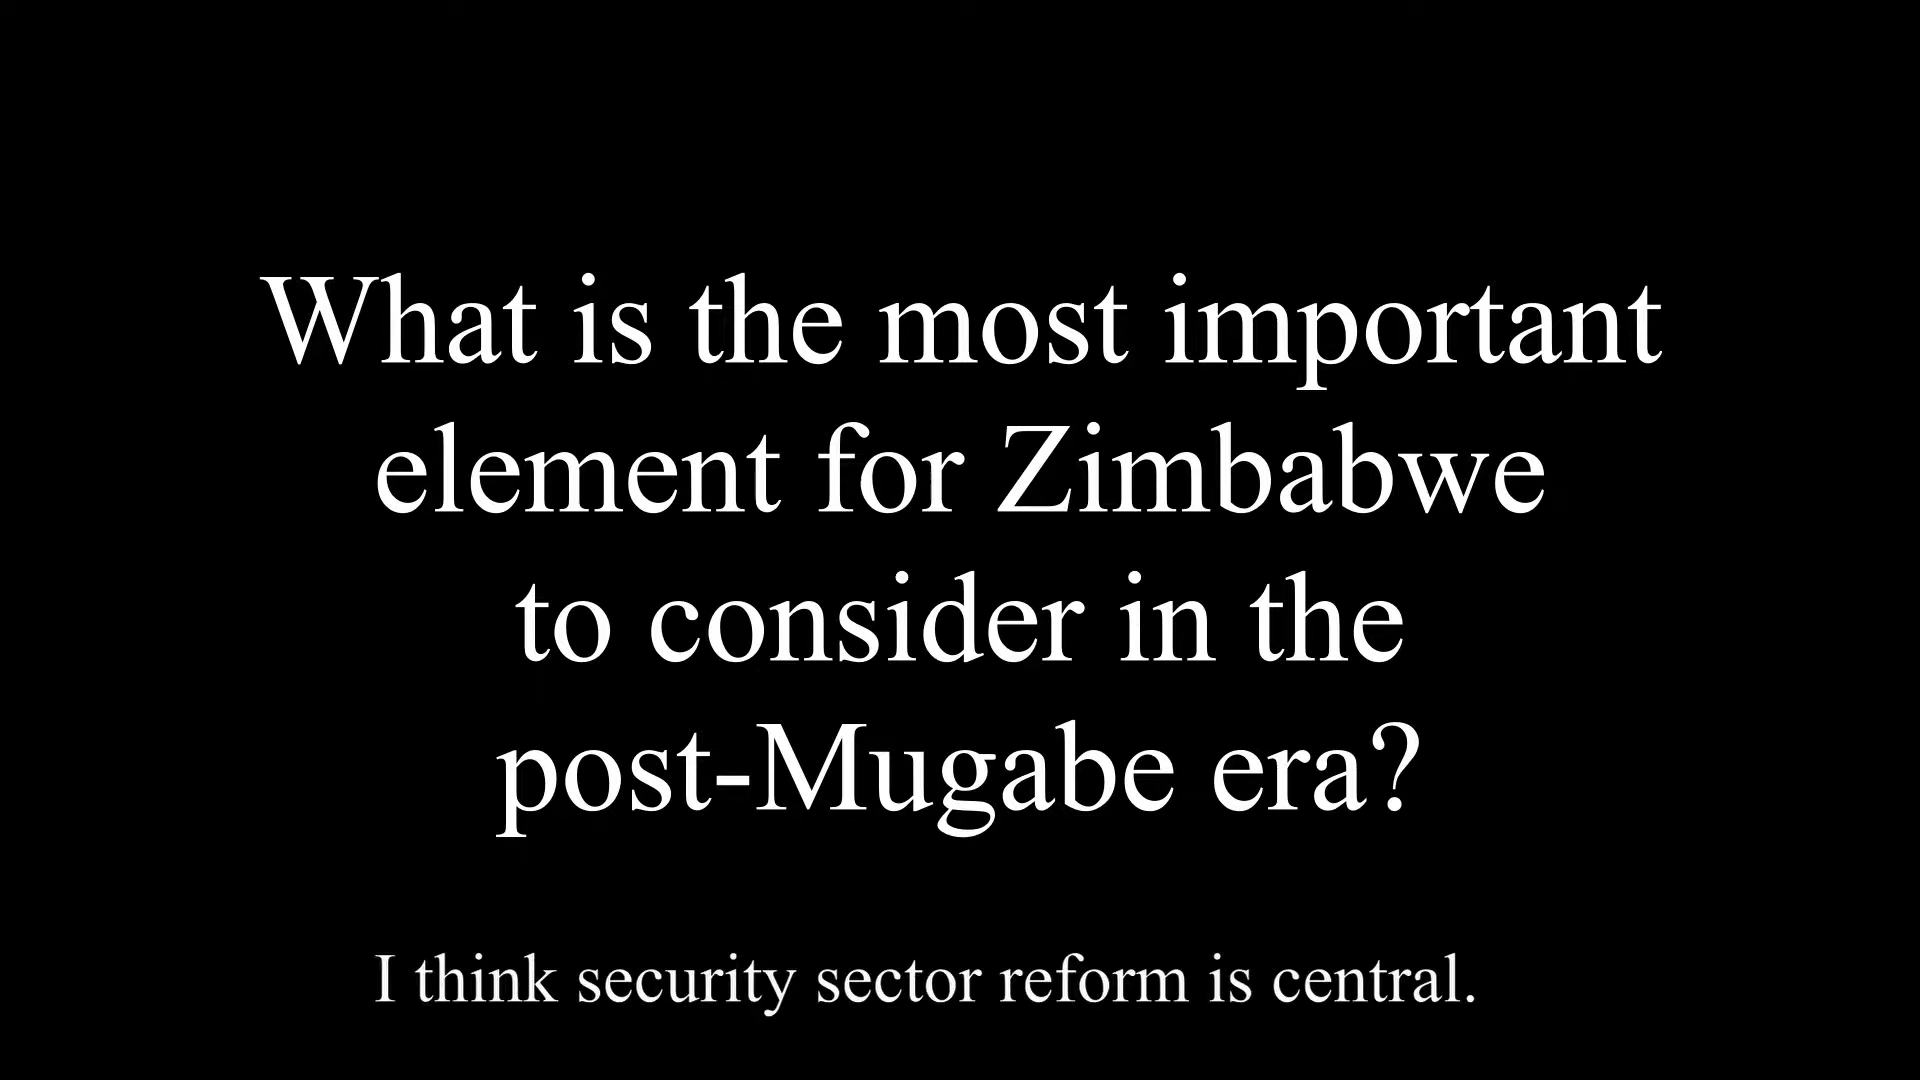 What is the most important
element for Zimbabwe
to consider in the
post-Mugabe era?
I think security sector reform is central.